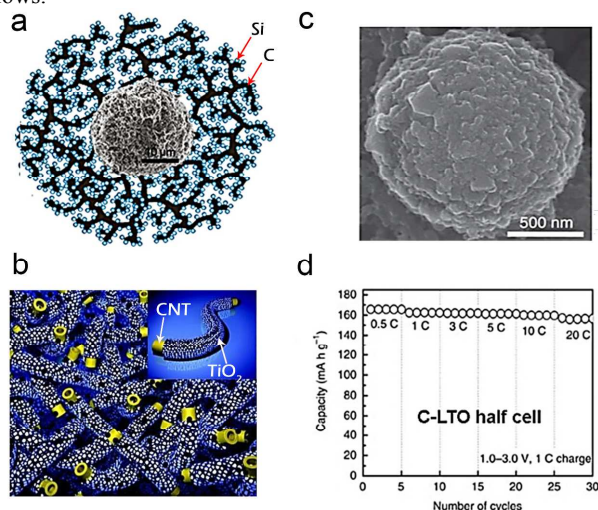 ows.
a
Si
C
10 μm
c
500 nm
b
CNT
TiO2
d
Capacity (mA h g⁻¹)
180
160
140
120
100
80
60
40
20
0
0.5 C 1 C 3 C 5 C 10 C 20 C
C-LTO half cell
1.0–3.0 V, 1 C charge
0 5 10 15 20 25 30
Number of cycles